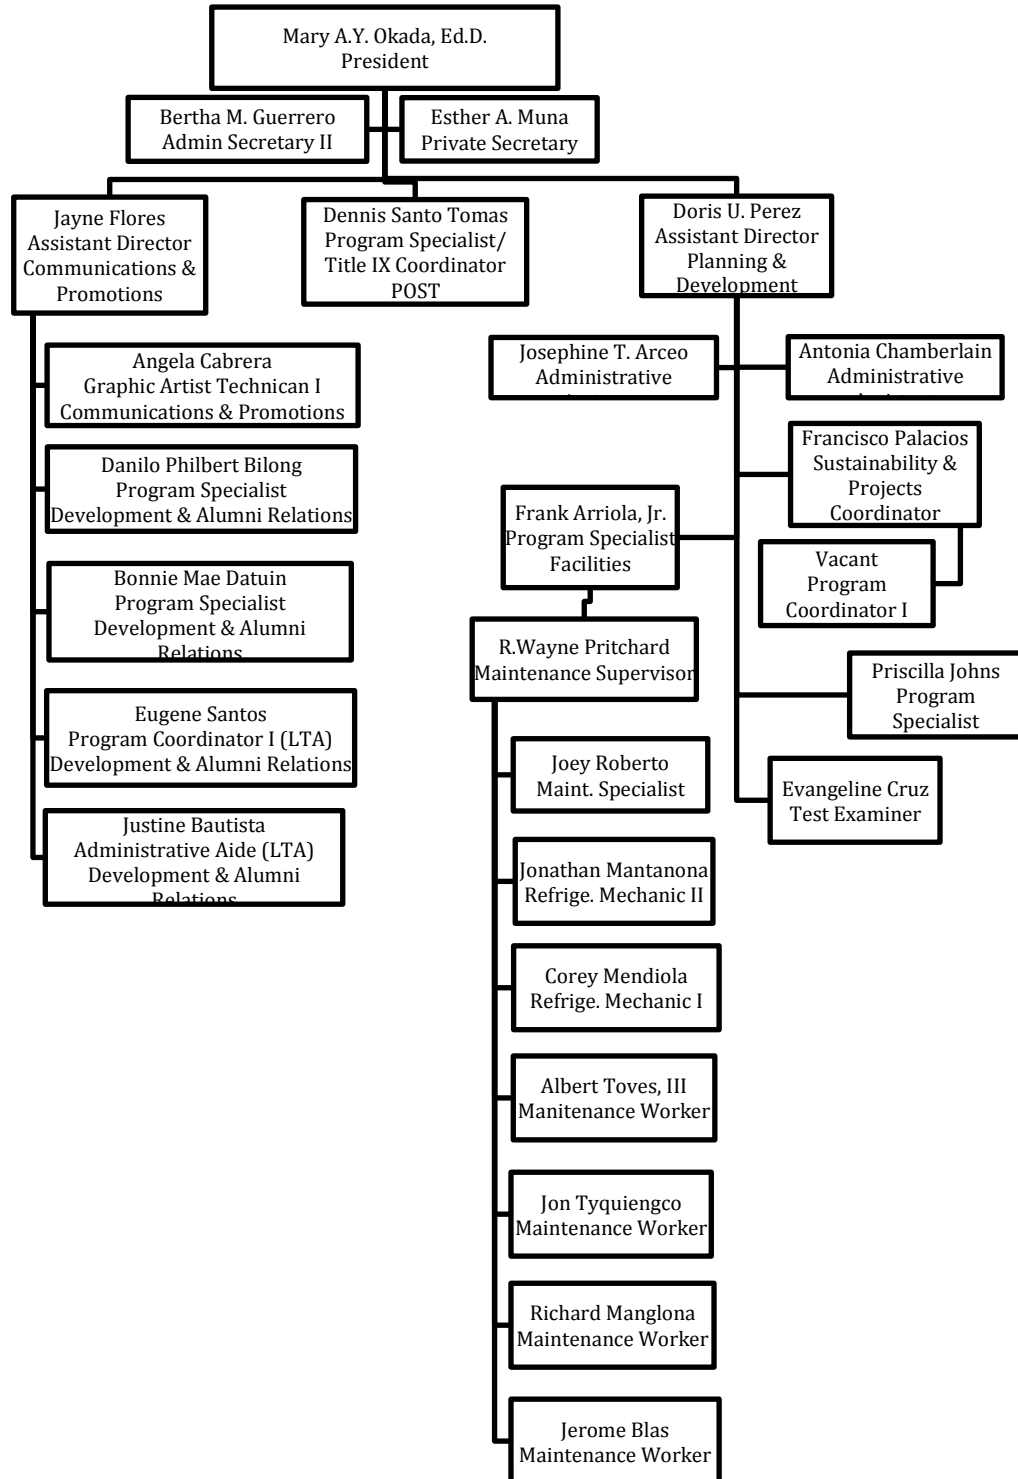 Mary A.Y. Okada, Ed.D.
President
Bertha M. Guerrero
Admin Secretary II
Esther A. Muna
Private Secretary
Jayne Flores
Assistant Director
Communications &
Promotions
Dennis Santo Tomas
Program Specialist/
Title IX Coordinator
POST
Doris U. Perez
Assistant Director
Planning &
Development
Angela Cabrera
Graphic Artist Technican I
Communications & Promotions
Danilo Philbert Bilong
Program Specialist
Development & Alumni Relations
Bonnie Mae Datuin
Program Specialist
Development & Alumni
Relations
Eugene Santos
Program Coordinator I (LTA)
Development & Alumni Relations
Justine Bautista
Administrative Aide (LTA)
Development & Alumni
Relations
Josephine T. Arceo
Administrative
Antonia Chamberlain
Administrative
Francisco Palacios
Sustainability &
Projects
Coordinator
Vacant
Program
Coordinator I
Frank Arriola, Jr.
Program Specialist
Facilities
R.Wayne Pritchard
Maintenance Supervisor
Priscilla Johns
Program
Specialist
Evangeline Cruz
Test Examiner
Joey Roberto
Maint. Specialist
Jonathan Mantanona
Refrige. Mechanic II
Corey Mendiola
Refrige. Mechanic I
Albert Toves, III
Manitenance Worker
Jon Tyquiengco
Maintenance Worker
Richard Manglona
Maintenance Worker
Jerome Blas
Maintenance Worker